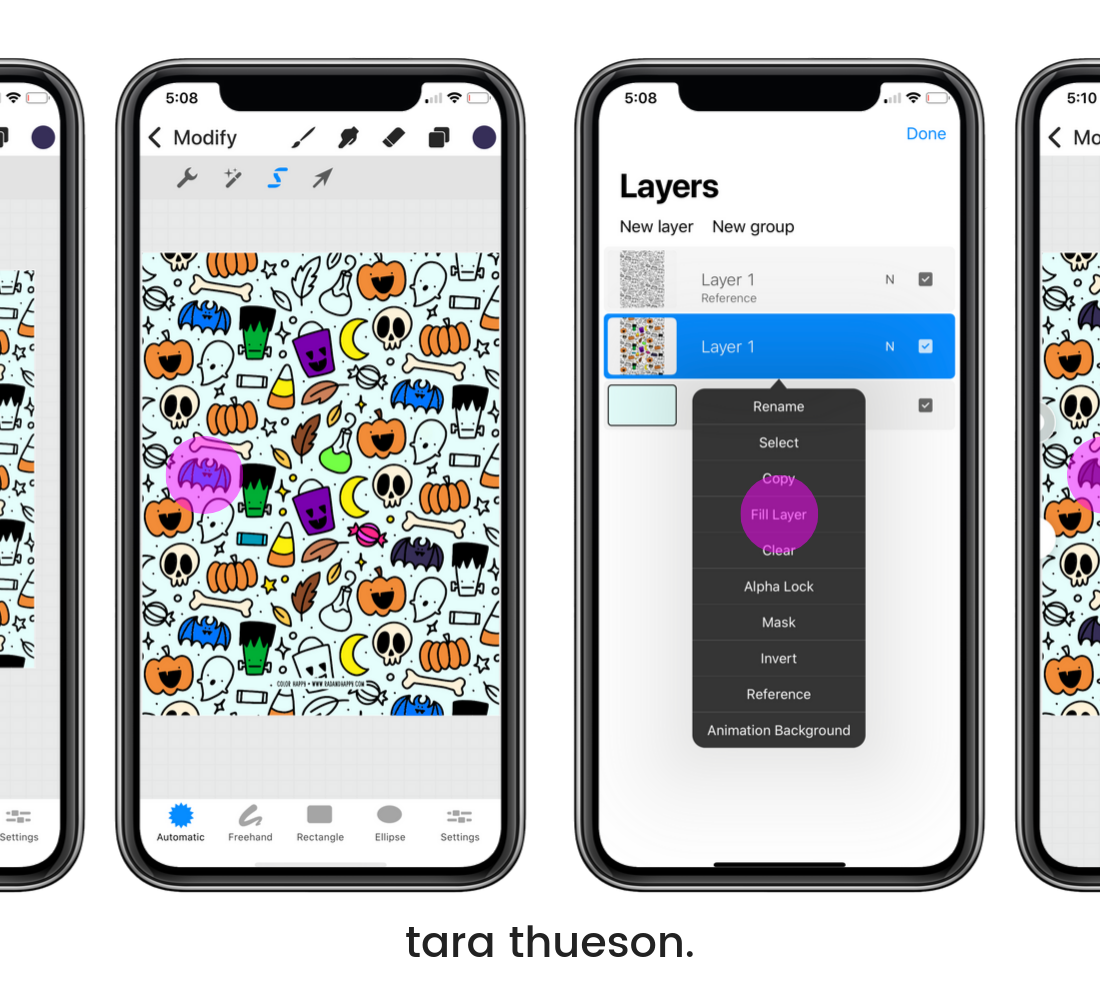 Settings
5:08
Modify
COLOR HAPPY • WWW.RADANDHAPPY.COM
Automatic
Freehand
Rectangle
Ellipse
Settings
5:08
Done
Layers
New layer New group
Layer 1 N
Reference
Layer 1 N
Rename
Select
Copy
Fill Layer
Clear
Alpha Lock
Mask
Invert
Reference
Animation Background
5:10
Mo
tara thueson.